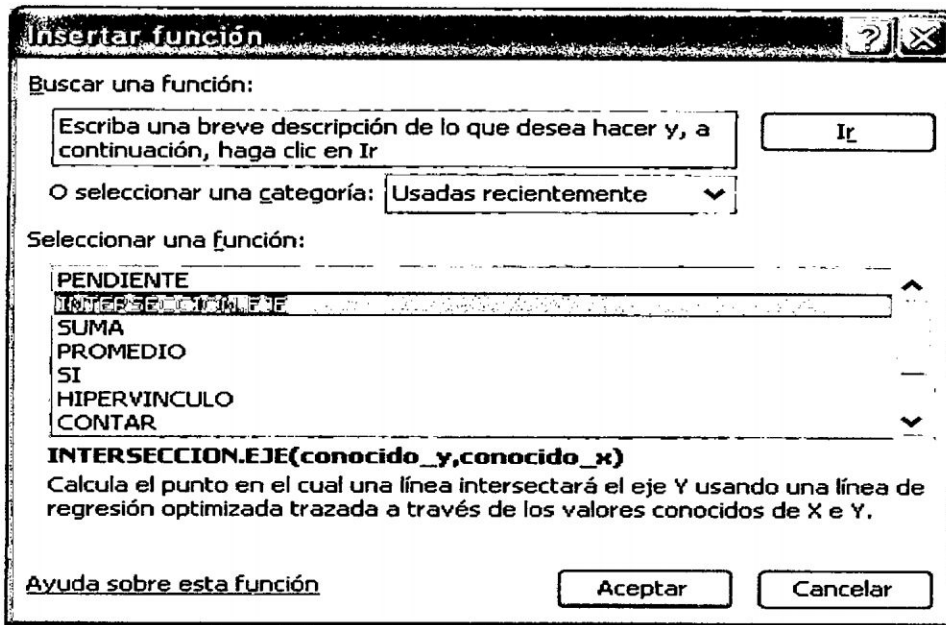 Insertar función
Buscar una función:
Escriba una breve descripción de lo que desea hacer y, a
continuación, haga clic en Ir
Ir
O seleccionar una categoría: Usadas recientemente
Seleccionar una función:
PENDIENTE
INTERSECCION.EJE
SUMA
PROMEDIO
SI
HIPERVINCULO
CONTAR
INTERSECCION.EJE(conocido_y,conocido_x)
Calcula el punto en el cual una línea intersectará el eje Y usando una línea de
regresión optimizada trazada a través de los valores conocidos de X e Y.
Ayuda sobre esta función
Aceptar
Cancelar